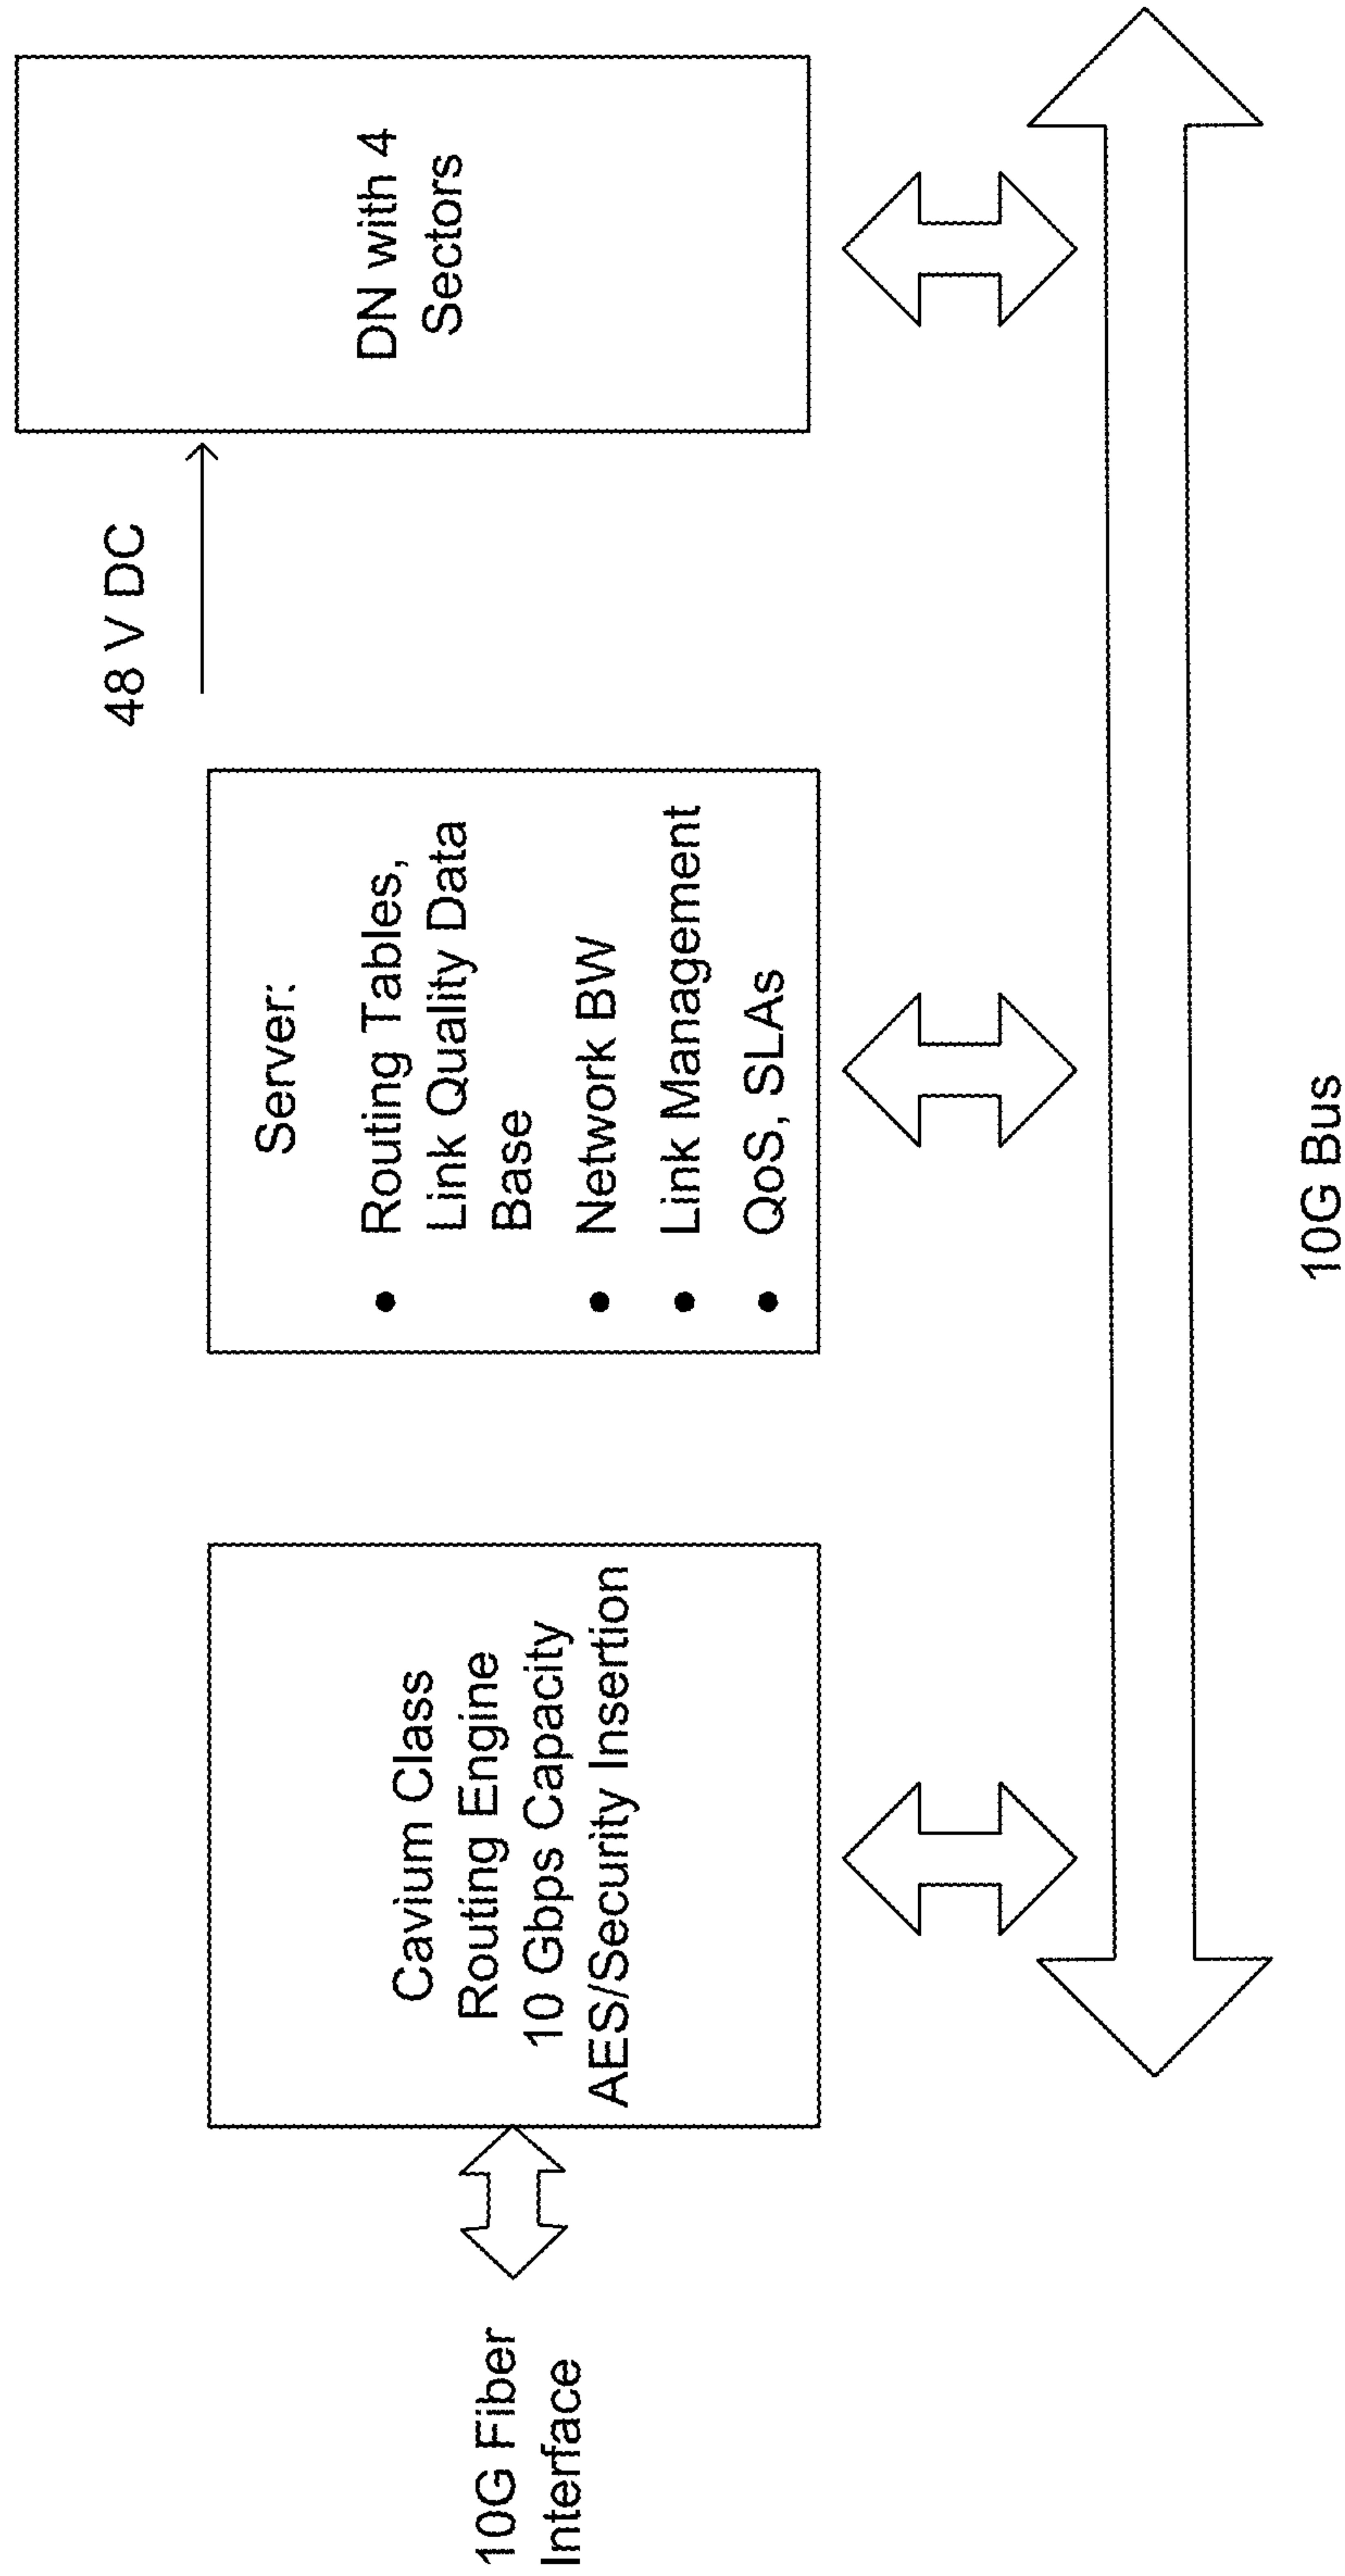 10G Fiber
Interface
Cavium Class
Routing Engine
10 Gbps Capacity
AES/Security Insertion
Server:
• Routing Tables,
Link Quality Data
Base
• Network BW
• Link Management
• QoS, SLAs
48 V DC
DN with 4
Sectors
10G Bus